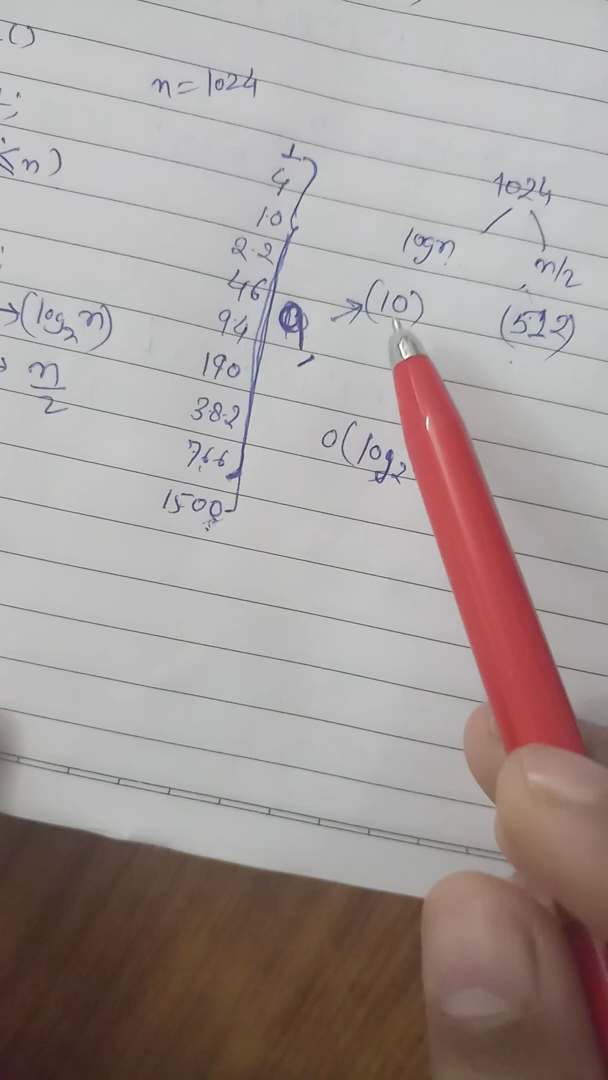 ()
n = 1024
≤n)
1
4
10
22
46
94
190
382
766
1500
9
→(log₂n)
→ n/2
1024
logn
n/2
→(10)
(512)
O(log₂